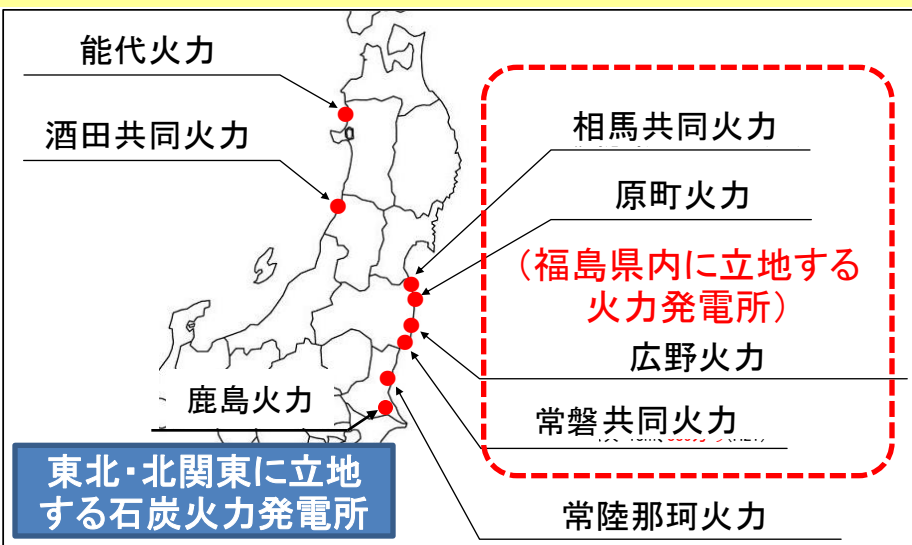 能代火力
酒田共同火力
相馬共同火力
原町火力
(福島県内に立地する
火力発電所)
広野火力
鹿島火力
常磐共同火力
東北・北関東に立地
する石炭火力発電所
常陸那珂火力